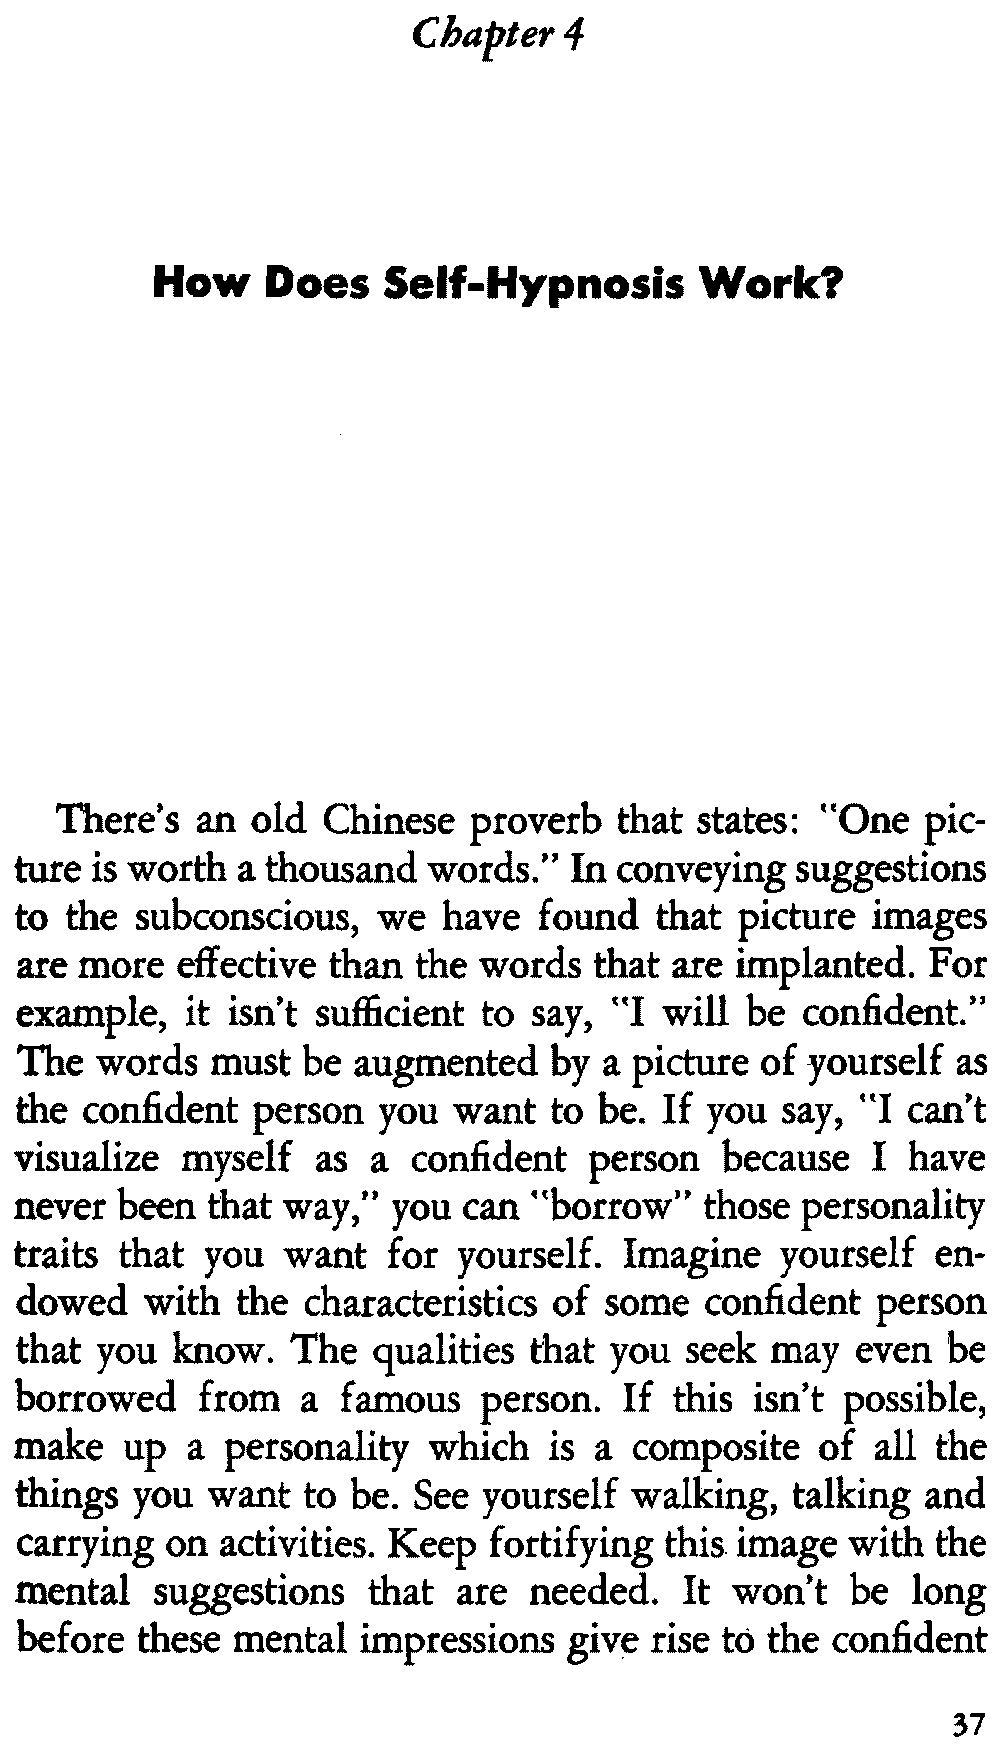 Chapter 4
How Does Self-Hypnosis Work?
There's an old Chinese proverb that states: "One pic-
ture is worth a thousand words." In conveying suggestions
to the subconscious, we have found that picture images
are more effective than the words that are implanted. For
example, it isn't sufficient to say, "I will be confident."
The words must be augmented by a picture of yourself as
the confident person you want to be. If you say, "I can't
visualize myself as a confident person because I have
never been that way," you can "borrow" those personality
traits that you want for yourself. Imagine yourself en-
dowed with the characteristics of some confident person
that you know. The qualities that you seek may even be
borrowed from a famous person. If this isn't possible,
make up a personality which is a composite of all the
things you want to be. See yourself walking, talking and
carrying on activities. Keep fortifying this image with the
mental suggestions that are needed. It won't be long
before these mental impressions give rise to the confident
37